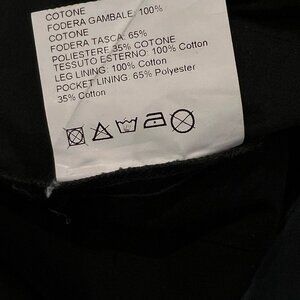 COTONE
FODERA GAMBALE: 100%
COTONE
FODERA TASCA: 65%
POLIESTERE 35% COTONE
TESSUTO ESTERNO: 100% Cotton
LEG LINING: 100% Cotton
POCKET LINING: 65% Polyester
35% Cotton